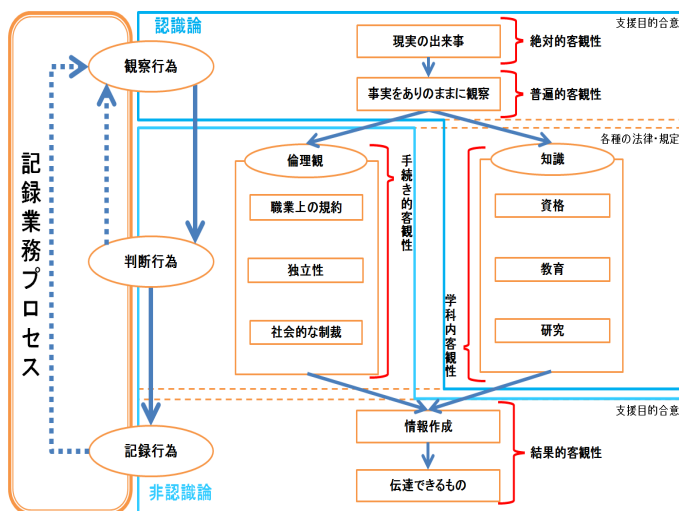 認識論
支援目的合意
現実の出来事
絶対的客観性
観察行為
事実をありのままに観察
普遍的客観性
各種の法律・規定
記録業務プロセス
倫理観
手続き的客観性
知識
職業上の規約
資格
判断行為
独立性
教育
社会的な制裁
学科内客観性
研究
支援目的合意
情報作成
記録行為
結果的客観性
伝達できるもの
非認識論